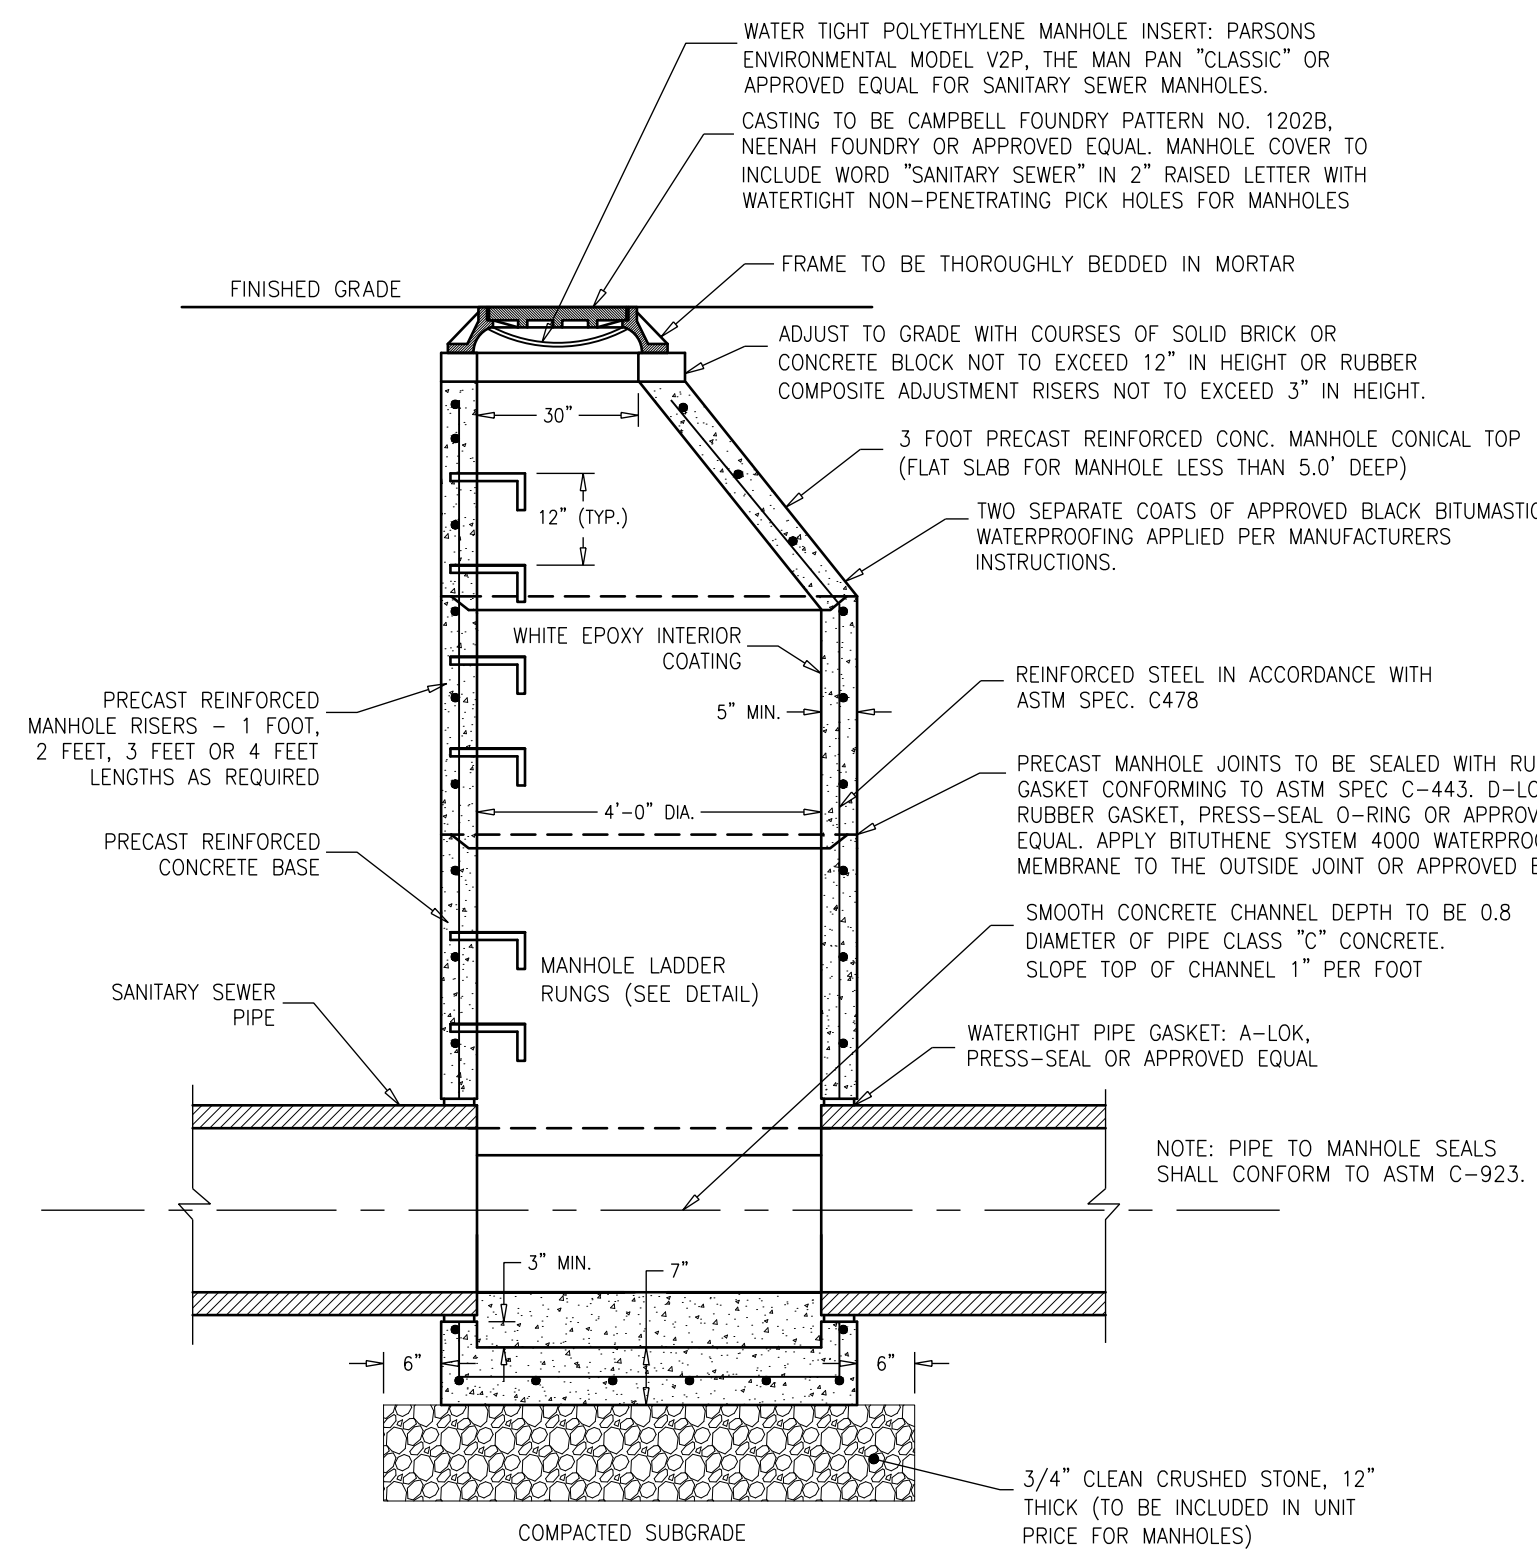 WATER TIGHT POLYETHYLENE MANHOLE INSERT: PARSONS
ENVIRONMENTAL MODEL V2P, THE MAN PAN "CLASSIC" OR
APPROVED EQUAL FOR SANITARY SEWER MANHOLES.
CASTING TO BE CAMPBELL FOUNDRY PATTERN NO. 1202B,
NEENAH FOUNDRY OR APPROVED EQUAL. MANHOLE COVER TO
INCLUDE WORD "SANITARY SEWER" IN 2" RAISED LETTER WITH
WATERTIGHT NON-PENETRATING PICK HOLES FOR MANHOLES
FRAME TO BE THOROUGHLY BEDDED IN MORTAR
FINISHED GRADE
ADJUST TO GRADE WITH COURSES OF SOLID BRICK OR
CONCRETE BLOCK NOT TO EXCEED 12" IN HEIGHT OR RUBBER
COMPOSITE ADJUSTMENT RISERS NOT TO EXCEED 3" IN HEIGHT.
30"
3 FOOT PRECAST REINFORCED CONC. MANHOLE CONICAL TOP
(FLAT SLAB FOR MANHOLE LESS THAN 5.0' DEEP)
12" (TYP.)
TWO SEPARATE COATS OF APPROVED BLACK BITUMASTIC
WATERPROOFING APPLIED PER MANUFACTURERS
INSTRUCTIONS.
WHITE EPOXY INTERIOR
COATING
REINFORCED STEEL IN ACCORDANCE WITH
ASTM SPEC. C478
5" MIN.
PRECAST REINFORCED
MANHOLE RISERS - 1 FOOT,
2 FEET, 3 FEET OR 4 FEET
LENGTHS AS REQUIRED
PRECAST MANHOLE JOINTS TO BE SEALED WITH RU
GASKET CONFORMING TO ASTM SPEC C-443. D-LO
RUBBER GASKET, PRESS-SEAL O-RING OR APPROV
EQUAL. APPLY BITUTHENE SYSTEM 4000 WATERPROO
MEMBRANE TO THE OUTSIDE JOINT OR APPROVED E
4'-0" DIA.
PRECAST REINFORCED
CONCRETE BASE
SMOOTH CONCRETE CHANNEL DEPTH TO BE 0.8
DIAMETER OF PIPE CLASS "C" CONCRETE.
SLOPE TOP OF CHANNEL 1" PER FOOT
MANHOLE LADDER
RUNGS (SEE DETAIL)
SANITARY SEWER
PIPE
WATERTIGHT PIPE GASKET: A-LOK,
PRESS-SEAL OR APPROVED EQUAL
NOTE: PIPE TO MANHOLE SEALS
SHALL CONFORM TO ASTM C-923.
3" MIN.
7"
6"
6"
3/4" CLEAN CRUSHED STONE, 12"
THICK (TO BE INCLUDED IN UNIT
PRICE FOR MANHOLES)
COMPACTED SUBGRADE